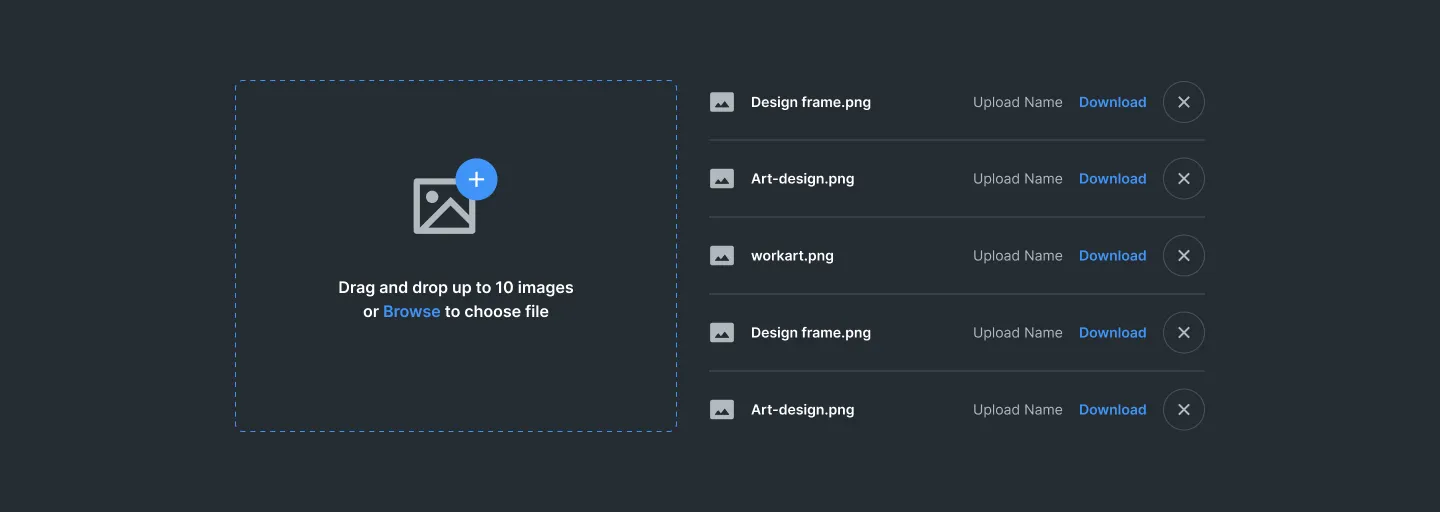 Drag and drop up to 10 images
or Browse to choose file
Design frame.png Upload Name Download
Art-design.png Upload Name Download
workart.png Upload Name Download
Design frame.png Upload Name Download
Art-design.png Upload Name Download